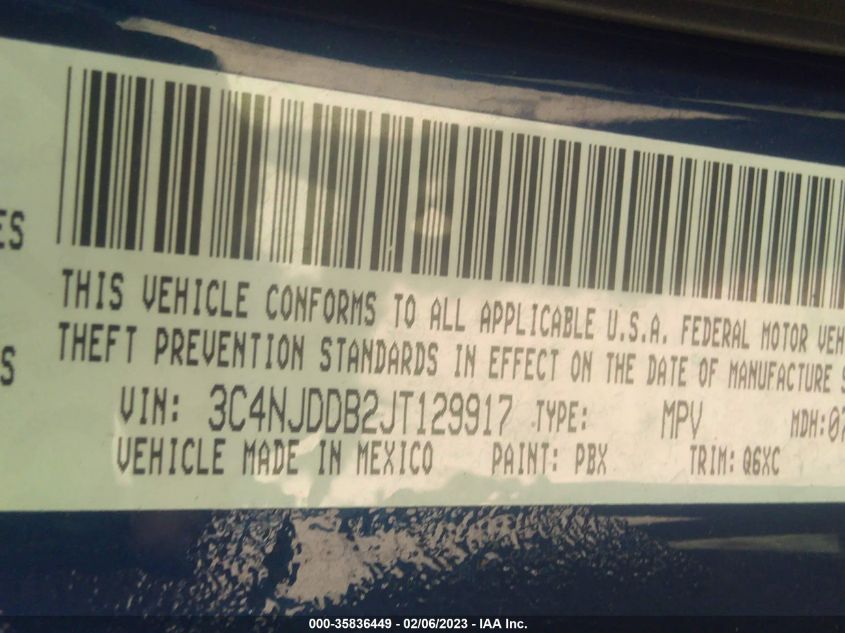 ES
THIS VEHICLE CONFORMS TO ALL APPLICABLE U.S.A. FEDERAL MOTOR VEH
THEFT PREVENTION STANDARDS IN EFFECT ON THE DATE OF MANUFACTURE S
S
VIN: 3C4NJDDB2JT129917 TYPE: MPV MDH:07
VEHICLE MADE IN MEXICO PAINT: PBX TRIM: Q6XC
000-35836449 - 02/06/2023 - IAA Inc.